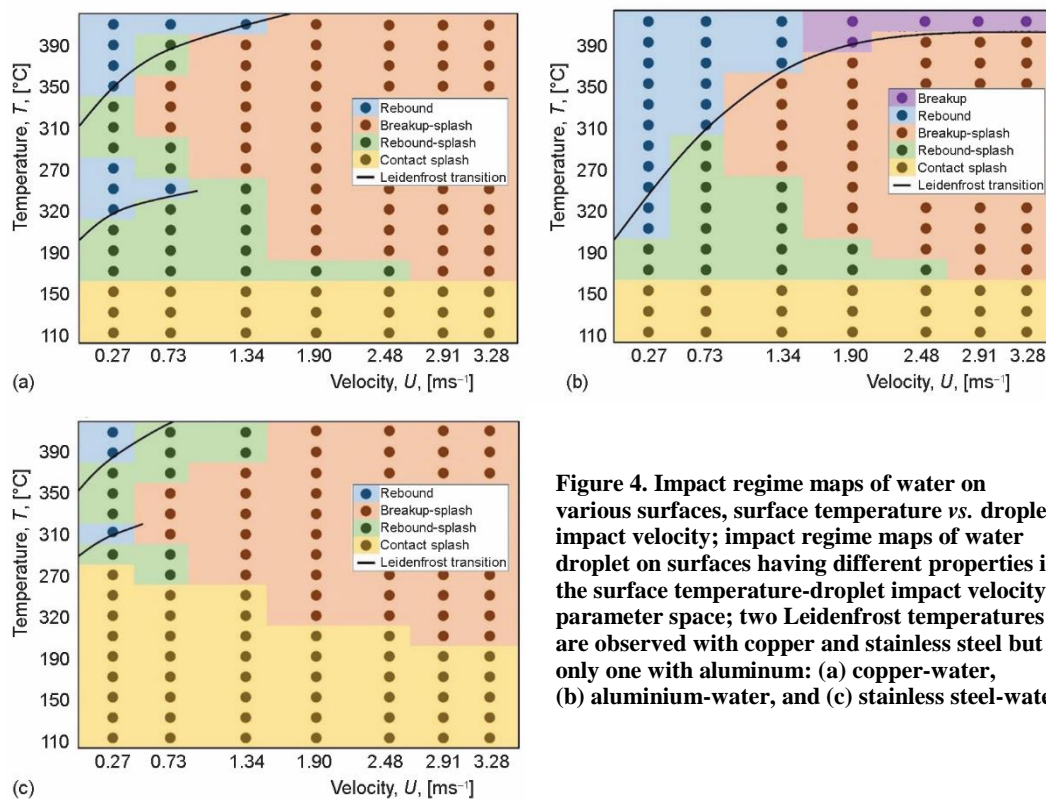 390
350
310
270
320
190
150
110
Temperature, T, [°C]
Rebound
Breakup-splash
Rebound-splash
Contact splash
Leidenfrost transition
0.27 0.73 1.34 1.90 2.48 2.91 3.28
(a) Velocity, U, [ms⁻¹]
390
350
310
270
320
190
150
110
Temperature, T, [°C]
Breakup
Rebound
Breakup-splash
Rebound-splash
Contact splash
Leidenfrost transition
0.27 0.73 1.34 1.90 2.48 2.91 3.28
(b) Velocity, U, [ms⁻¹]
390
350
310
270
320
190
110
Temperature, T, [°C]
Rebound
Breakup-splash
Rebound-splash
Contact splash
Leidenfrost transition
0.27 0.73 1.34 1.90 2.48 2.91 3.28
(c) Velocity, U, [ms⁻¹]
Figure 4. Impact regime maps of water on
various surfaces, surface temperature vs. drople
impact velocity; impact regime maps of water
droplet on surfaces having different properties i
the surface temperature-droplet impact velocity
parameter space; two Leidenfrost temperatures
are observed with copper and stainless steel but
only one with aluminum: (a) copper-water,
(b) aluminium-water, and (c) stainless steel-wate